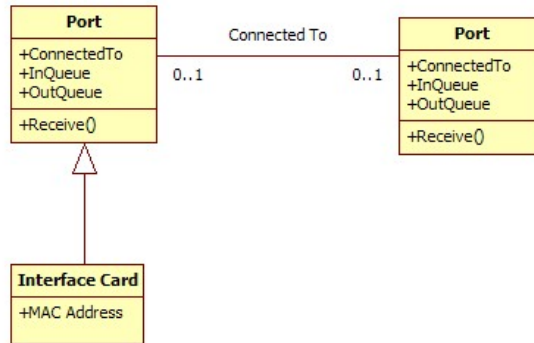 Port
+ConnectedTo
+InQueue
+OutQueue
+Receive()
Connected To
0..1
0..1
Port
+ConnectedTo
+InQueue
+OutQueue
+Receive()
Interface Card
+MAC Address